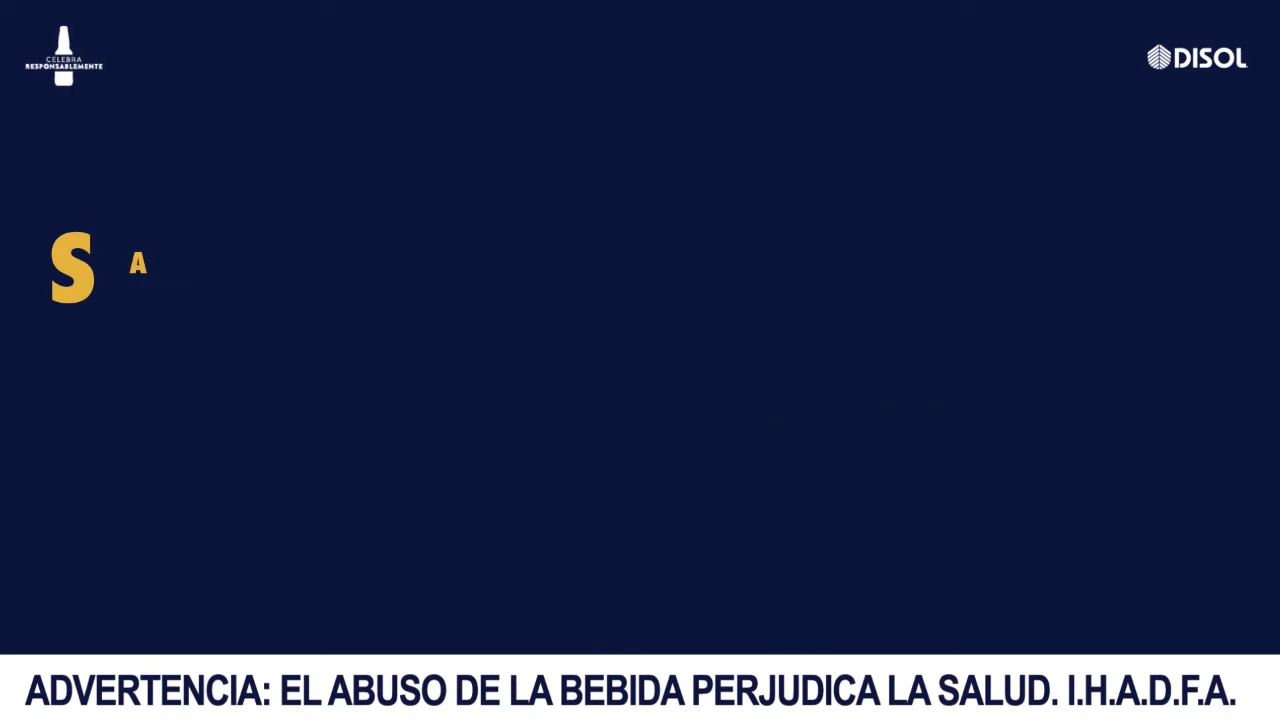 CELEBRA
RESPONSABLEMENTE
DISOL
S A
ADVERTENCIA: EL ABUSO DE LA BEBIDA PERJUDICA LA SALUD. I.H.A.D.F.A.